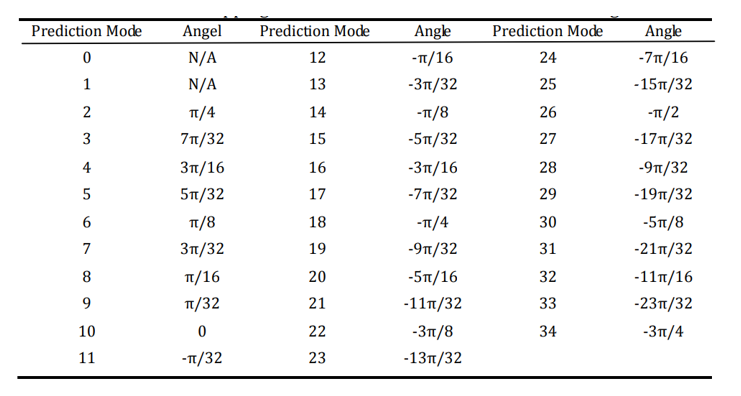 Prediction Mode Angel Prediction Mode Angle Prediction Mode Angle
0 N/A 12 -π/16 24 -7π/16
1 N/A 13 -3π/32 25 -15π/32
2 π/4 14 -π/8 26 -π/2
3 7π/32 15 -5π/32 27 -17π/32
4 3π/16 16 -3π/16 28 -9π/32
5 5π/32 17 -7π/32 29 -19π/32
6 π/8 18 -π/4 30 -5π/8
7 3π/32 19 -9π/32 31 -21π/32
8 π/16 20 -5π/16 32 -11π/16
9 π/32 21 -11π/32 33 -23π/32
10 0 22 -3π/8 34 -3π/4
11 -π/32 23 -13π/32